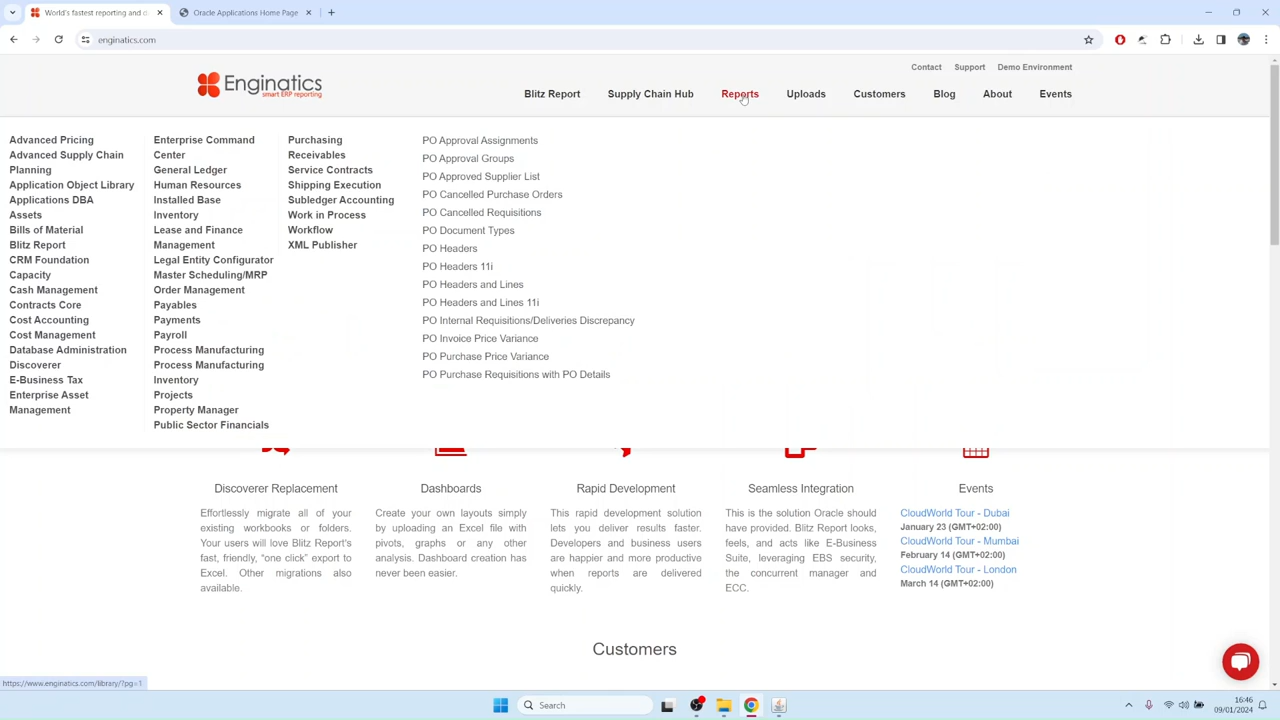 World's fastest reporting and d
Oracle Applications Home Page
enginatics.com
Contact Support Demo Environment
Enginatics
smart ERP reporting
Blitz Report Supply Chain Hub Reports Uploads Customers Blog About Events
Advanced Pricing
Advanced Supply Chain
Planning
Application Object Library
Applications DBA
Assets
Bills of Material
Blitz Report
CRM Foundation
Capacity
Cash Management
Contracts Core
Cost Accounting
Cost Management
Database Administration
Discoverer
E-Business Tax
Enterprise Asset
Management
Enterprise Command
Center
General Ledger
Human Resources
Installed Base
Inventory
Lease and Finance
Management
Legal Entity Configurator
Master Scheduling/MRP
Order Management
Payables
Payments
Payroll
Process Manufacturing
Process Manufacturing
Inventory
Projects
Property Manager
Public Sector Financials
Purchasing
Receivables
Service Contracts
Shipping Execution
Subledger Accounting
Work in Process
Workflow
XML Publisher
PO Approval Assignments
PO Approval Groups
PO Approved Supplier List
PO Cancelled Purchase Orders
PO Cancelled Requisitions
PO Document Types
PO Headers
PO Headers 11i
PO Headers and Lines
PO Headers and Lines 11i
PO Internal Requisitions/Deliveries Discrepancy
PO Invoice Price Variance
PO Purchase Price Variance
PO Purchase Requisitions with PO Details
Discoverer Replacement
Effortlessly migrate all of your
existing workbooks or folders.
Your users will love Blitz Report's
fast, friendly, "one click" export to
Excel. Other migrations also
available.
Dashboards
Create your own layouts simply
by uploading an Excel file with
pivots, graphs or any other
analysis. Dashboard creation has
never been easier.
Rapid Development
This rapid development solution
lets you deliver results faster.
Developers and business users
are happier and more productive
when reports are delivered
quickly.
Seamless Integration
This is the solution Oracle should
have provided. Blitz Report looks,
feels, and acts like E-Business
Suite, leveraging EBS security,
the concurrent manager and
ECC.
Events
CloudWorld Tour - Dubai
January 23 (GMT+02:00)
CloudWorld Tour - Mumbai
February 14 (GMT+02:00)
CloudWorld Tour - London
March 14 (GMT+02:00)
Customers
https://www.enginatics.com/library/?pg=1
Search
16:46
09/01/2024